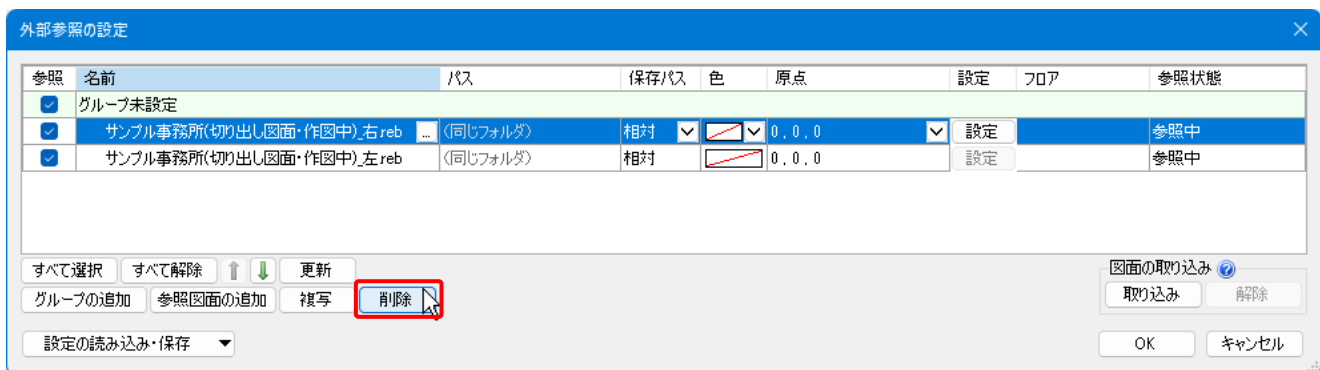 外部参照の設定
参照 名前 パス 保存パス 色 原点 設定 フロア 参照状態
グループ未設定
サンプル事務所(切り出し図面・作図中)_右reb ... (同じフォルダ) 相対 0, 0, 0 設定 参照中
サンプル事務所(切り出し図面・作図中)_左reb (同じフォルダ) 相対 0, 0, 0 設定 参照中
すべて選択 すべて解除 更新 図面の取り込み ?
グループの追加 参照図面の追加 複写 削除 取り込み 解除
設定の読み込み・保存 OK キャンセル